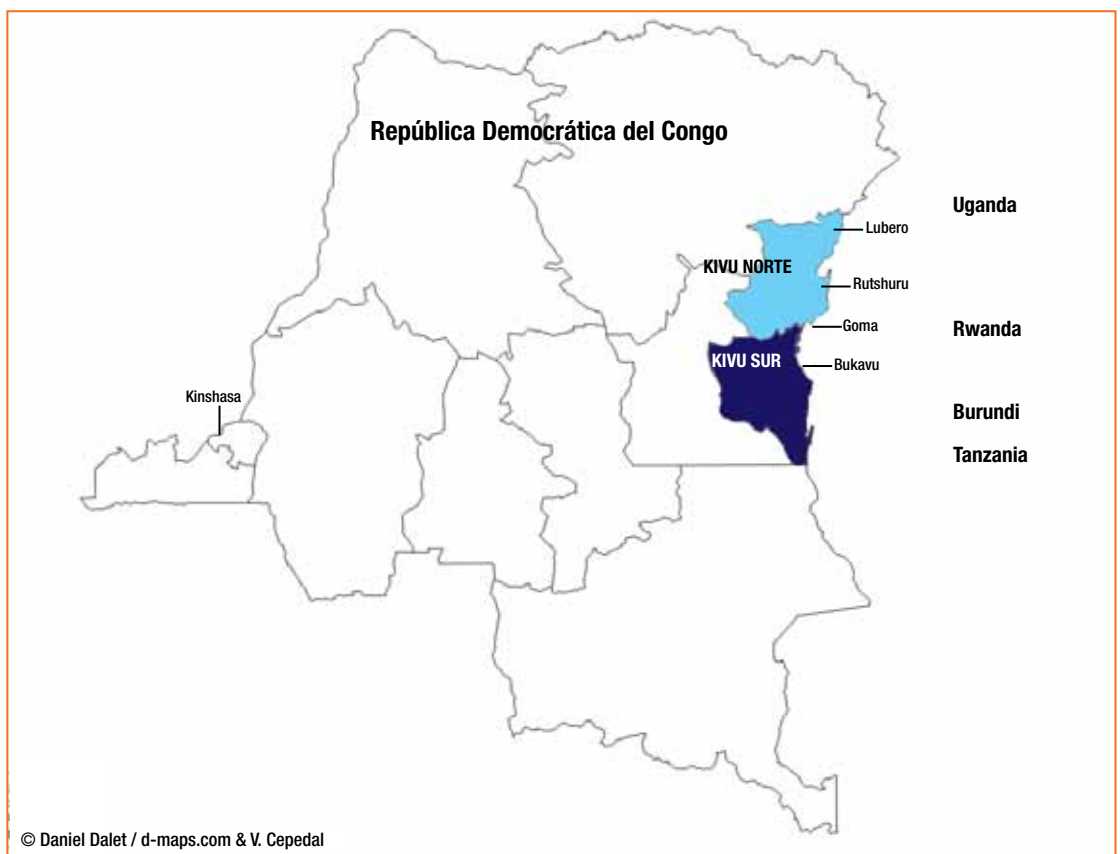 República Democrática del Congo
Uganda
Lubero
KIVU NORTE
Rutshuru
Goma
Rwanda
KIVU SUR
Bukavu
Kinshasa
Burundi
Tanzania
© Daniel Dalet / d-maps.com & V. Cepedal